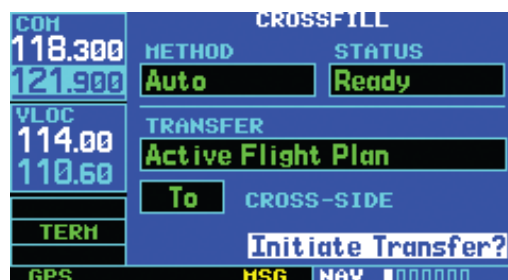 COM
118.300
121.900
VLOC
114.00
110.60
TERM
GPS
CROSSFILL
METHOD STATUS
Auto Ready
TRANSFER
Active Flight Plan
To CROSS-SIDE
Initiate Transfer?
MSG NAV